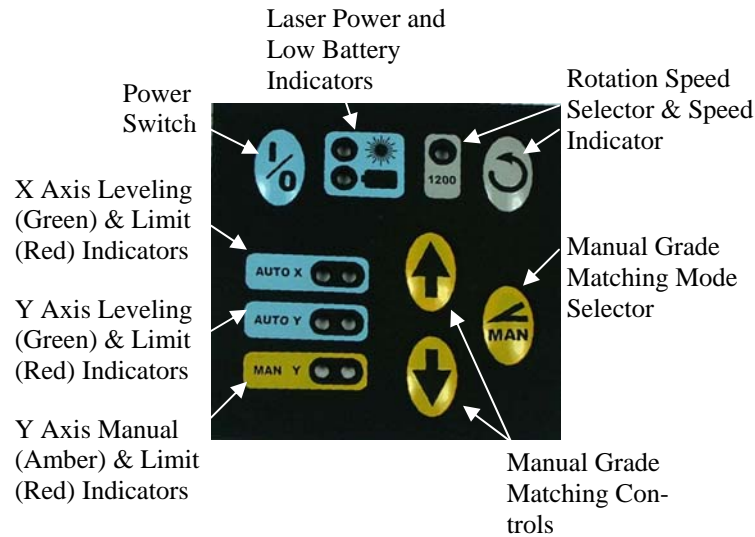 Laser Power and
Low Battery
Indicators
Power
Switch
Rotation Speed
Selector & Speed
Indicator
I/O
1200
X Axis Leveling
(Green) & Limit
(Red) Indicators
AUTO X
Manual Grade
Matching Mode
Selector
Y Axis Leveling
(Green) & Limit
(Red) Indicators
AUTO Y
MAN
MAN Y
Y Axis Manual
(Amber) & Limit
(Red) Indicators
Manual Grade
Matching Con-
trols